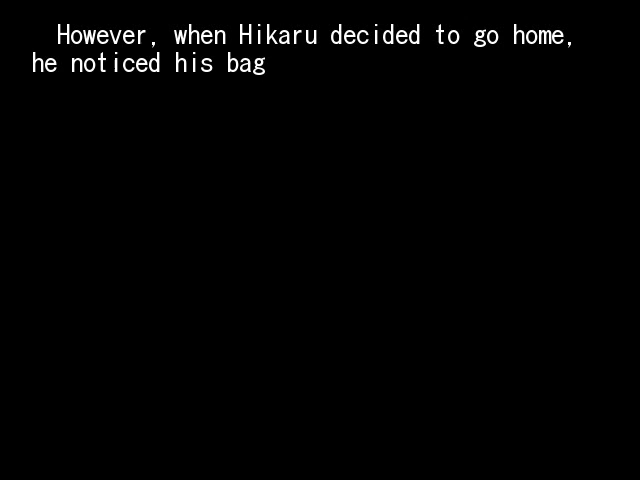 However, when Hikaru decided to go home,
he noticed his bag